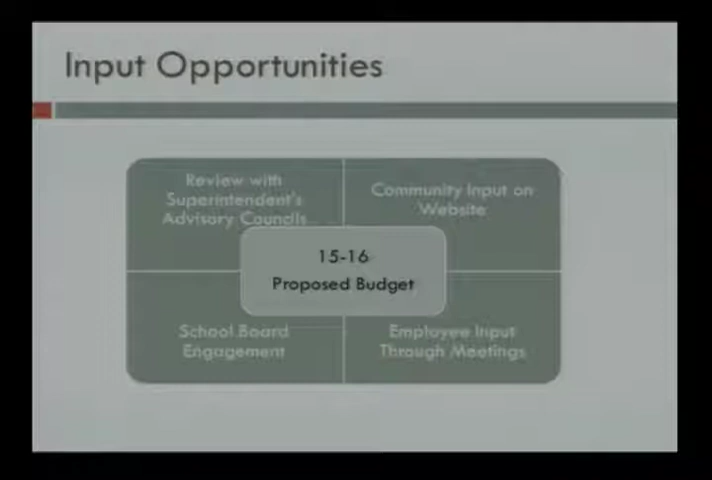 Input Opportunities
Review with
Superintendent's
Advisory Councils
Community Input on
Website
15-16
Proposed Budget
School Board
Engagement
Employee Input
Through Meetings